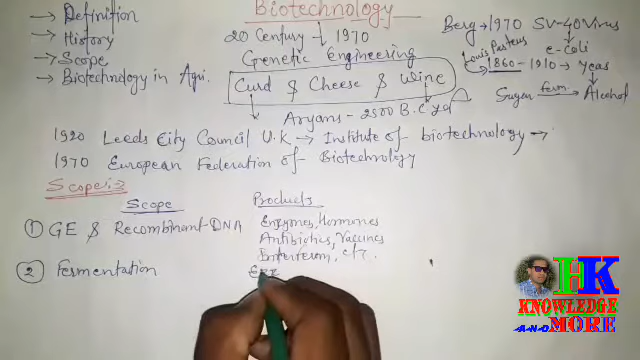 Biotechnology
→ Definition
→ History
→ Scope
→ Biotechnology in Agri.
20 Century → 1970
Genetic Engineering
Curd & Cheese & Wine
Aryans - 2500 B.C
Berg → 1970 SV-40 Virus
e-coli
Louis Pasteur
1860 - 1910 → Yeas
Sugar ferm. → Alcohol
1920 Leeds City Council U.K → Institute of biotechnology →
1970 European Federation of Biotechnology
Scope :-
Scope Products
① GE & Recombinant-DNA Enzymes, Hormones
Antibiotics, Vaccines
② Fermentation
HK
KNOWLEDGE
AND MORE